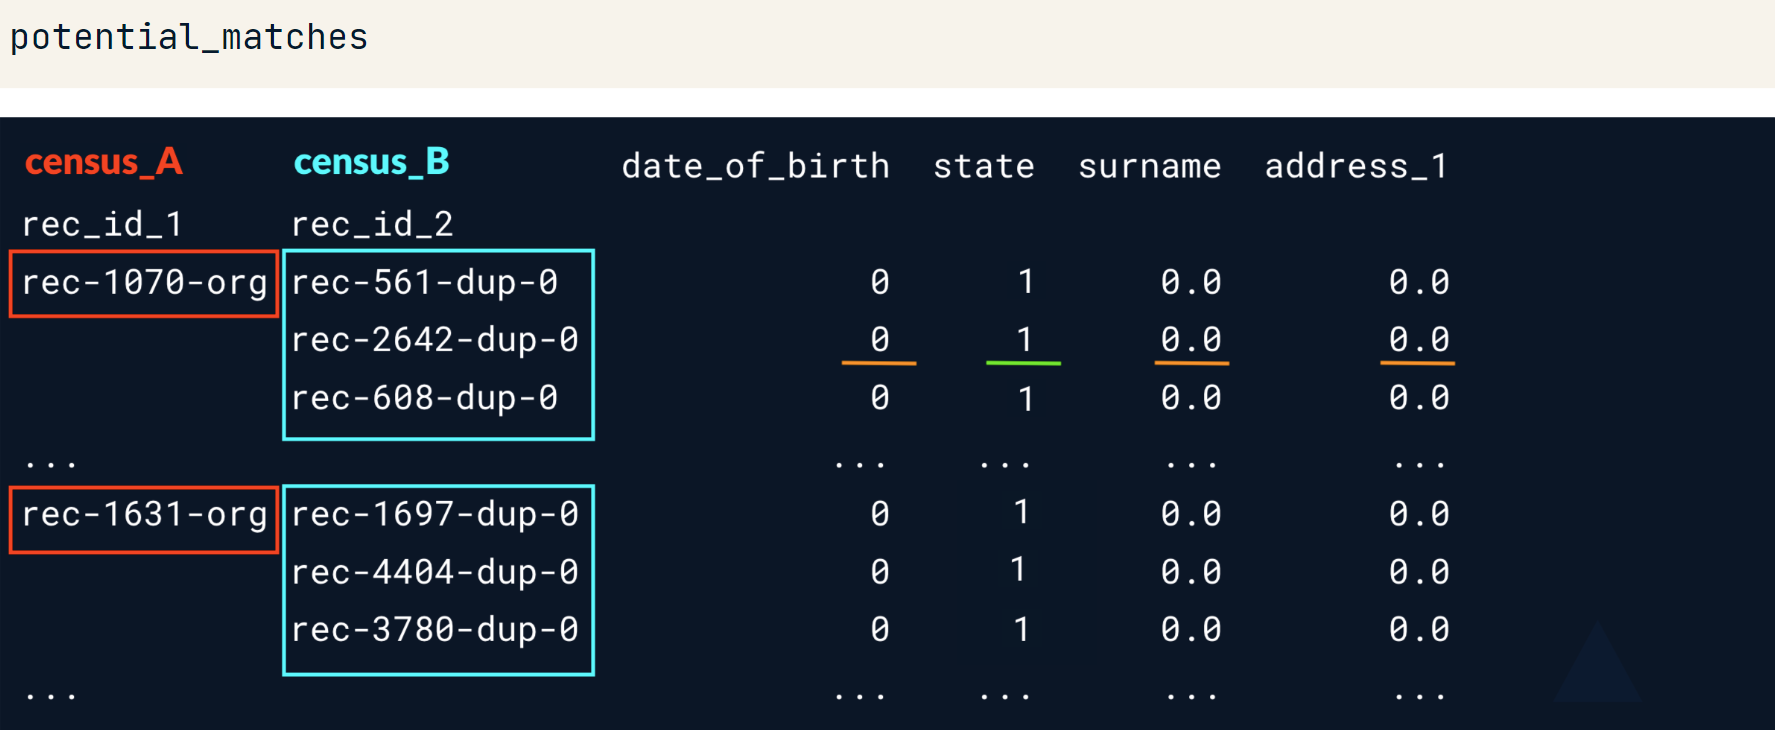 potential_matches
census_A census_B date_of_birth state surname address_1
rec_id_1 rec_id_2
rec-1070-org rec-561-dup-0 0 1 0.0 0.0
rec-2642-dup-0 0 1 0.0 0.0
rec-608-dup-0 0 1 0.0 0.0
... ... ... ... ...
rec-1631-org rec-1697-dup-0 0 1 0.0 0.0
rec-4404-dup-0 0 1 0.0 0.0
rec-3780-dup-0 0 1 0.0 0.0
... ... ... ... ...